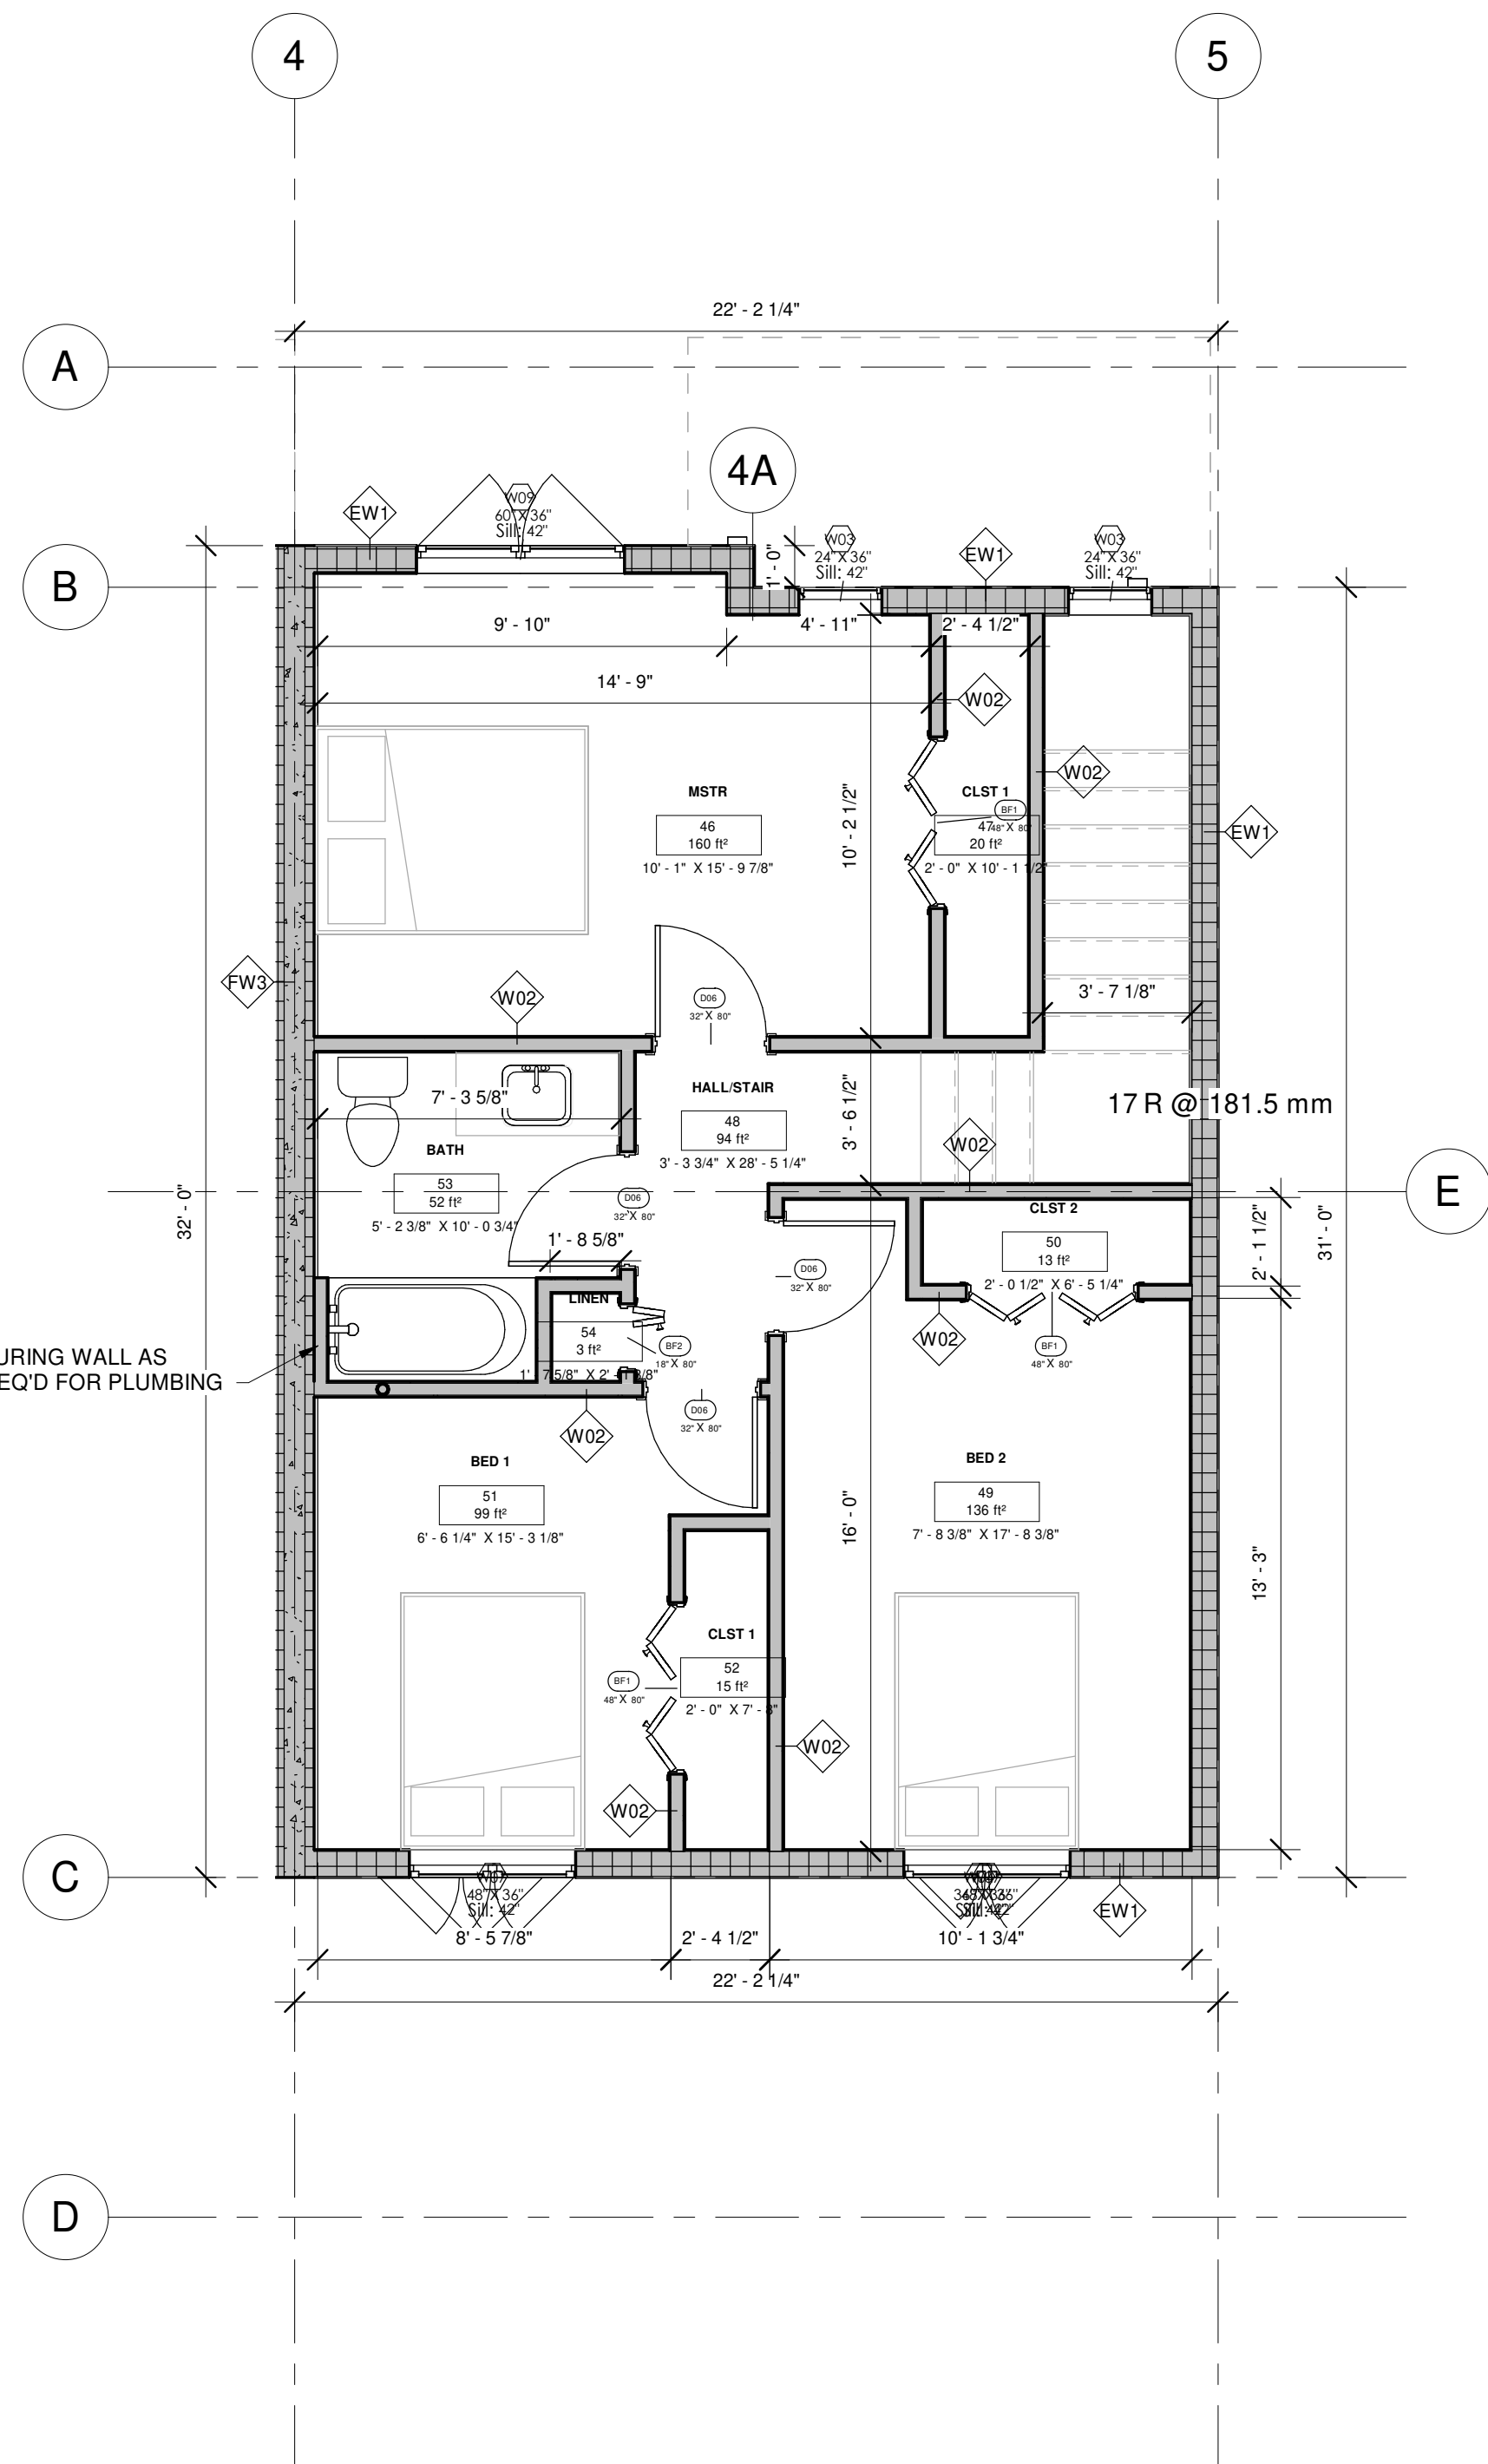 4
5
22' - 2 1/4"
A
4A
W09
60" X 36"
Sill: 42"
EW1
W03
24" X 36"
Sill: 42"
EW1
W03
24" X 36"
Sill: 42"
1' - 0"
B
9' - 10"
4' - 11"
2' - 4 1/2"
14' - 9"
W02
W02
MSTR
46
160 ft²
10' - 1" X 15' - 9 7/8"
10' - 2 1/2"
CLST 1
BF1
48" X 80"
47
20 ft²
2' - 0" X 10' - 1 1/2"
EW1
FW3
W02
D06
32" X 80"
3' - 7 1/8"
7' - 3 5/8"
HALL/STAIR
48
94 ft²
3' - 3 3/4" X 28' - 5 1/4"
3' - 6 1/2"
17 R @ 181.5 mm
W02
BATH
53
52 ft²
5' - 2 3/8" X 10' - 0 3/4"
D06
32" X 80"
1' - 8 5/8"
32' - 0"
E
CLST 2
50
13 ft²
2' - 0 1/2" X 6' - 5 1/4"
2' - 1 1/2"
31' - 0"
D06
32" X 80"
LINEN
54
3 ft²
BF2
18" X 80"
W02
BF1
48" X 80"
URING WALL AS
EQ'D FOR PLUMBING
D06
32" X 80"
W02
BED 1
51
99 ft²
6' - 6 1/4" X 15' - 3 1/8"
16' - 0"
BED 2
49
136 ft²
7' - 8 3/8" X 17' - 8 3/8"
13' - 3"
CLST 1
52
15 ft²
2' - 0" X 7' - 8"
BF1
48" X 80"
W02
W02
C
48" X 36"
Sill: 42"
EW1
8' - 5 7/8"
2' - 4 1/2"
10' - 1 3/4"
22' - 2 1/4"
D